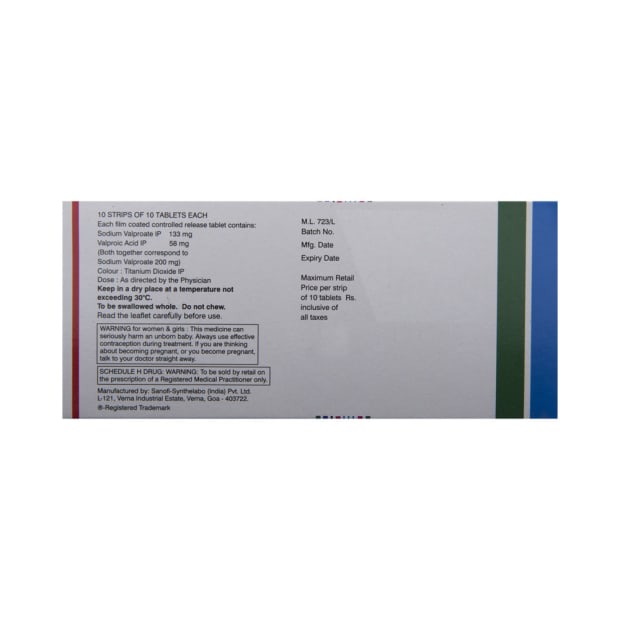 10 STRIPS OF 10 TABLETS EACH
Each film coated controlled release tablet contains:
Sodium Valproate IP 133 mg
Valproic Acid IP 58 mg
(Both together correspond to
Sodium Valproate 200 mg)
Colour : Titanium Dioxide IP
Dose : As directed by the Physician
Keep in a dry place at a temperature not
exceeding 30°C.
To be swallowed whole. Do not chew.
Read the leaflet carefully before use.
WARNING for women & girls : This medicine can
seriously harm an unborn baby. Always use effective
contraception during treatment. If you are thinking
about becoming pregnant, or you become pregnant,
talk to your doctor straight away.
SCHEDULE H DRUG: WARNING: To be sold by retail on
the prescription of a Registered Medical Practitioner only.
Manufactured by: Sanofi-Synthelabo (India) Pvt. Ltd.
L-121, Verna Industrial Estate, Verna, Goa - 403722.
®-Registered Trademark
M.L. 723/L
Batch No.
Mfg. Date
Expiry Date
Maximum Retail
Price per strip
of 10 tablets Rs.
inclusive of
all taxes